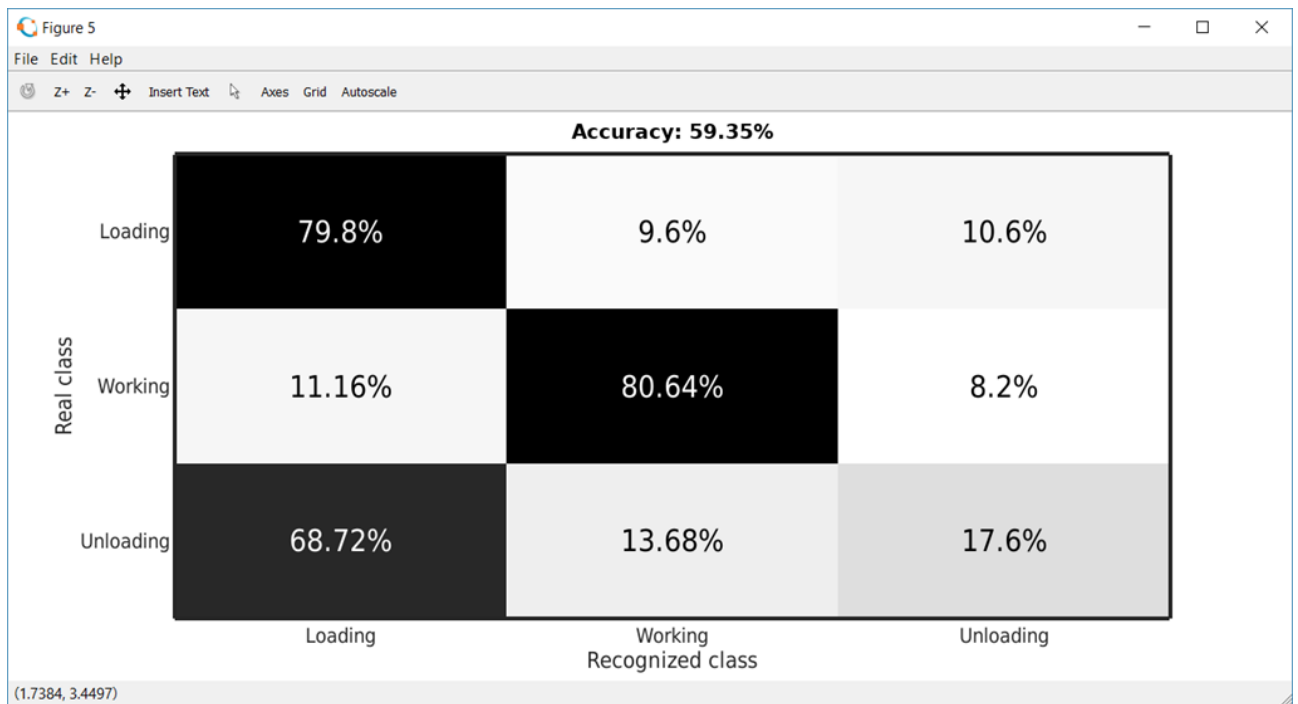 Figure 5
File Edit Help
Z+ Z- Insert Text Axes Grid Autoscale
Accuracy: 59.35%
Loading 79.8% 9.6% 10.6%
Real class
Working 11.16% 80.64% 8.2%
Unloading 68.72% 13.68% 17.6%
Loading Working Unloading
Recognized class
(1.7384, 3.4497)